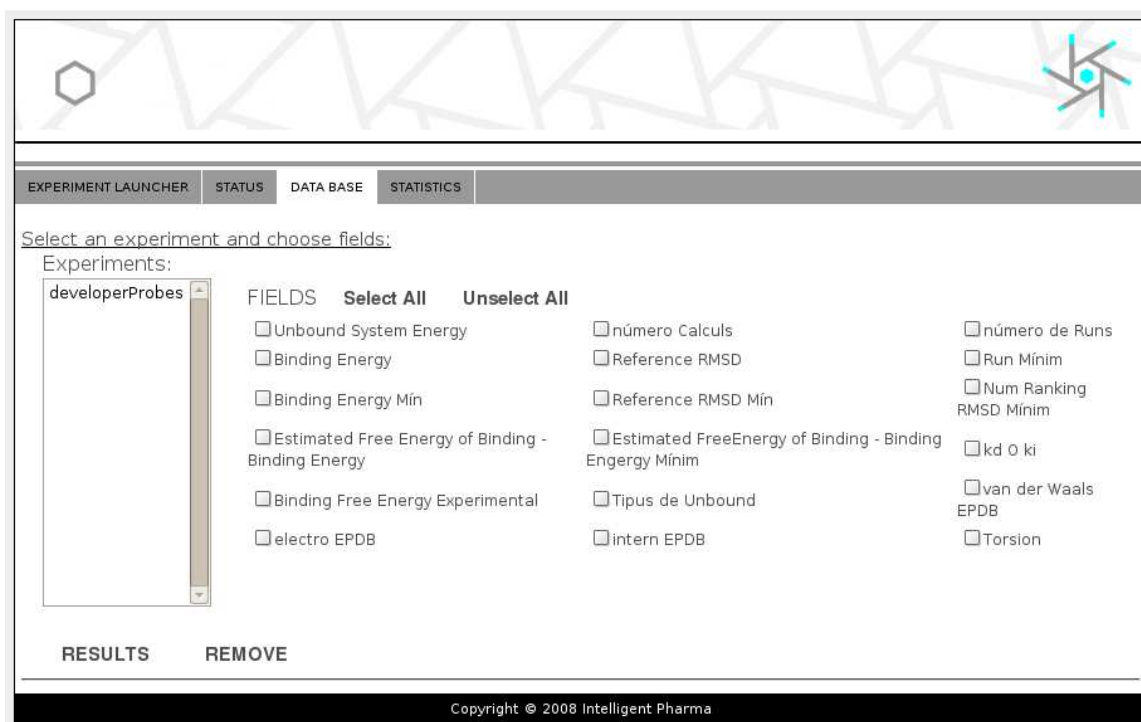 EXPERIMENT LAUNCHER STATUS DATA BASE STATISTICS
Select an experiment and choose fields:
Experiments:
developerProbes
FIELDS Select All Unselect All
Unbound System Energy número Calculs número de Runs
Binding Energy Reference RMSD Run Mínim
Binding Energy Mín Reference RMSD Mín Num Ranking
RMSD Mínim
Estimated Free Energy of Binding - Estimated FreeEnergy of Binding - Binding kd O ki
Binding Energy Engergy Mínim
Binding Free Energy Experimental Tipus de Unbound van der Waals
EPDB
electro EPDB intern EPDB Torsion
RESULTS REMOVE
Copyright © 2008 Intelligent Pharma